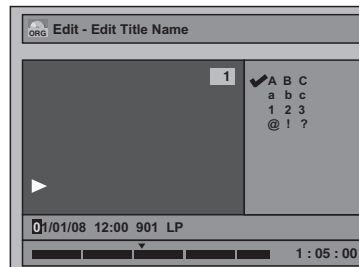 ORG Edit - Edit Title Name
1
A B C
a b c
1 2 3
@ ! ?
01/01/08 12:00 901 LP
1 : 05 : 00